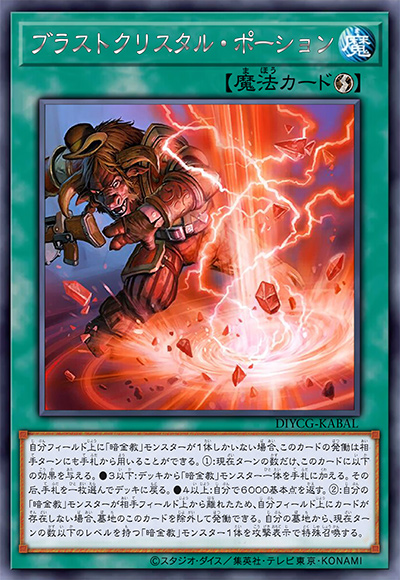 ブラストクリスタル・ポーション
魔
【魔法カード】
DIYCG-KABAL
自分フィールド上に「暗金教」モンスターが1体しかいない場合、このカードの発動は相
手ターンにも手札から用いることができる。①:現在ターンの数だけ、このカードに以下
の効果を与える。●3以下:デッキから「暗金教」モンスター一体を手札に加える。その
后、手札を一枚選んでデッキに戻る。●4以上:自分で6000基本点を返す。②:自分の
「暗金教」モンスターが相手フィールド上から離れたため、自分フィールド上にカードが
存在しない場合、墓地のこのカードを除外して発動できる。自分の墓地から、現在ター
ンの数以下のレベルを持つ「暗金教」モンスター1体を攻撃表示で特殊召喚する。
©スタジオ・ダイス/集英社・テレビ東京・KONAMI